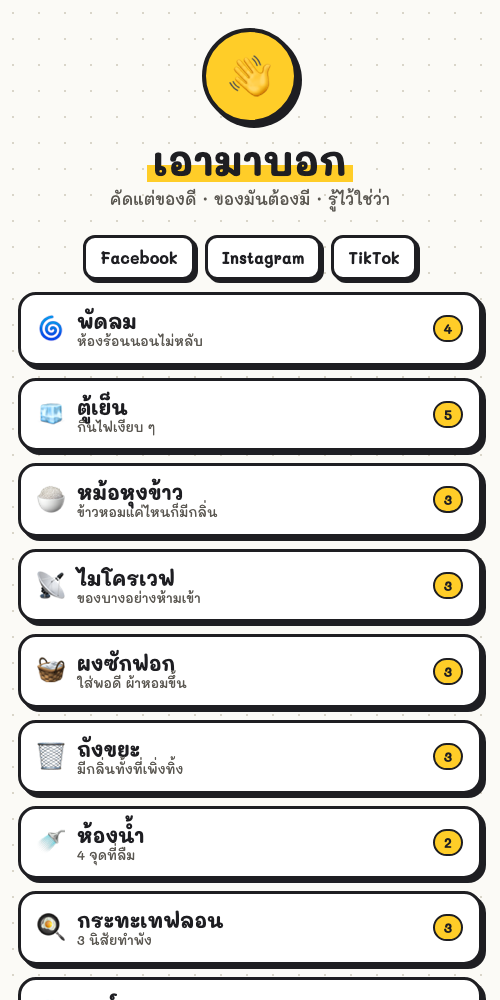 เอามาบอก
คัดแต่ของดี · ของมันต้องมี · รู้ไว้ใช่ว่า
Facebook Instagram TikTok
พัดลม
ห้องร้อนนอนไม่หลับ
4
ตู้เย็น
กินไฟเงียบ ๆ
5
หม้อหุงข้าว
ข้าวหอมแค่ไหนก็มีกลิ่น
3
ไมโครเวฟ
ของบางอย่างห้ามเข้า
3
ผงซักฟอก
ใส่พอดี ผ้าหอมขึ้น
3
ถังขยะ
มีกลิ่นทั้งที่เพิ่งทิ้ง
3
ห้องน้ำ
4 จุดที่ลืม
2
กระทะเทฟลอน
3 นิสัยทำพัง
3